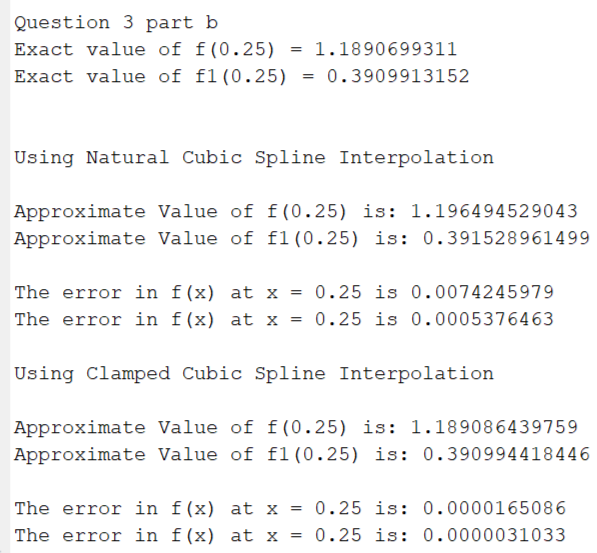 Question 3 part b
Exact value of f(0.25) = 1.1890699311
Exact value of f1(0.25) = 0.3909913152
Using Natural Cubic Spline Interpolation
Approximate Value of f(0.25) is: 1.196494529043
Approximate Value of f1(0.25) is: 0.391528961499
The error in f(x) at x = 0.25 is 0.0074245979
The error in f(x) at x = 0.25 is 0.0005376463
Using Clamped Cubic Spline Interpolation
Approximate Value of f(0.25) is: 1.189086439759
Approximate Value of f1(0.25) is: 0.390994418446
The error in f(x) at x = 0.25 is: 0.0000165086
The error in f(x) at x = 0.25 is: 0.0000031033